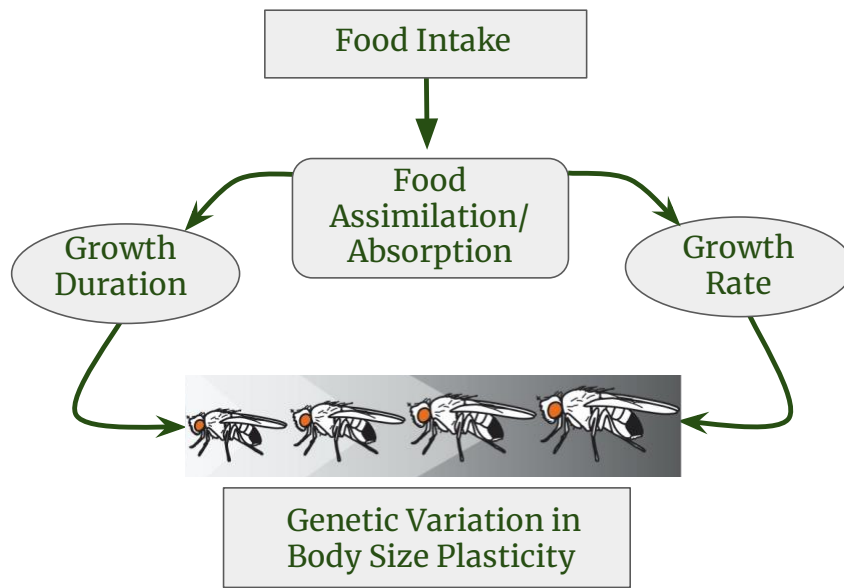 Food Intake
Food
Assimilation/
Absorption
Growth
Duration
Growth
Rate
Genetic Variation in
Body Size Plasticity